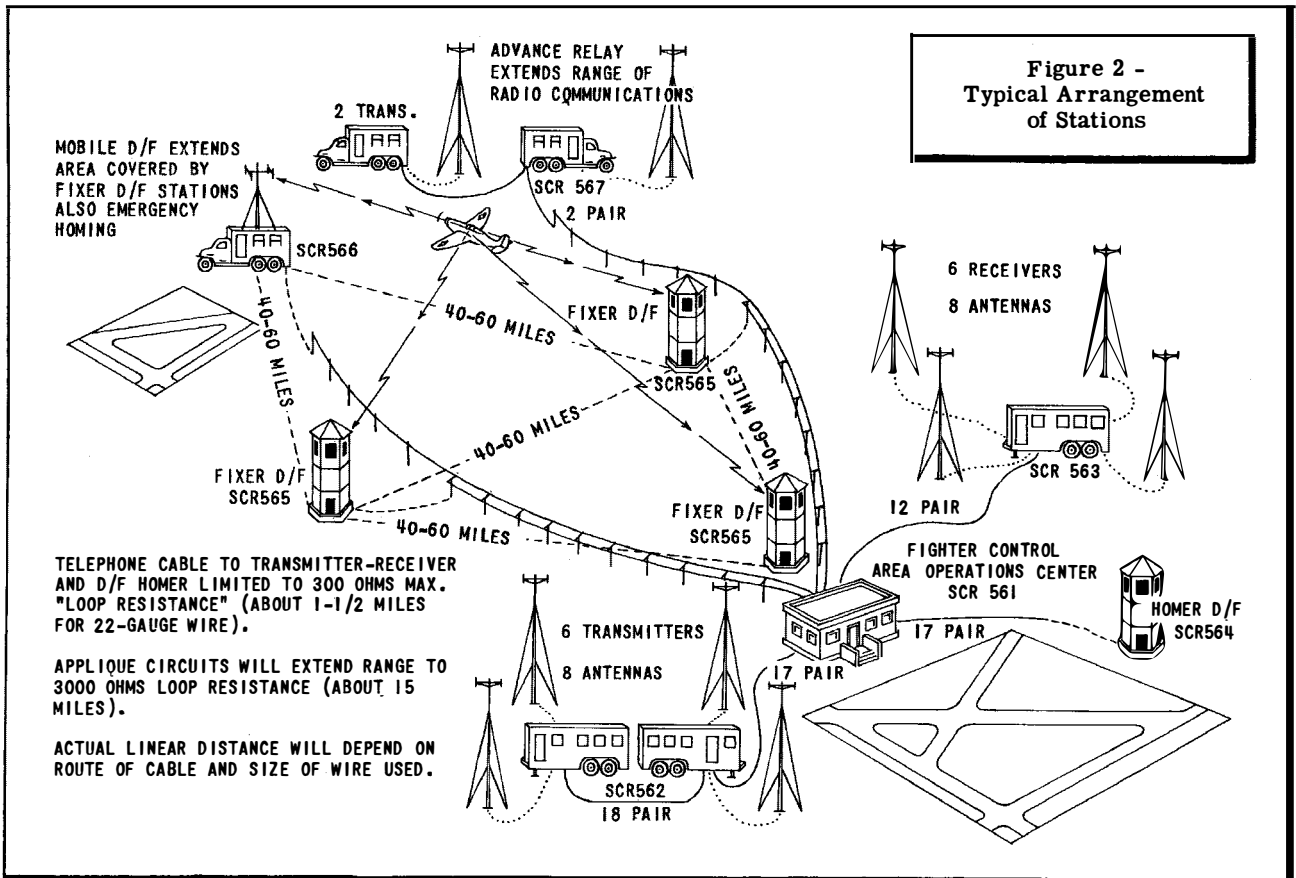 Figure 2 -
Typical Arrangement
of Stations
ADVANCE RELAY
EXTENDS RANGE OF
RADIO COMMUNICATIONS
2 TRANS.
SCR 567
2 PAIR
MOBILE D/F EXTENDS
AREA COVERED BY
FIXER D/F STATIONS
ALSO EMERGENCY
HOMING
SCR566
40-60 MILES
40-60 MILES
FIXER D/F
SCR565
40-60 MILES
40-60 MILES
FIXER D/F
SCR565
40-60 MILES
FIXER D/F
SCR565
6 RECEIVERS
8 ANTENNAS
SCR 563
12 PAIR
FIGHTER CONTROL
AREA OPERATIONS CENTER
SCR 561
HOMER D/F
SCR564
17 PAIR
17 PAIR
TELEPHONE CABLE TO TRANSMITTER-RECEIVER
AND D/F HOMER LIMITED TO 300 OHMS MAX.
"LOOP RESISTANCE" (ABOUT 1-1/2 MILES
FOR 22-GAUGE WIRE).
APPLIQUE CIRCUITS WILL EXTEND RANGE TO
3000 OHMS LOOP RESISTANCE (ABOUT 15
MILES).
ACTUAL LINEAR DISTANCE WILL DEPEND ON
ROUTE OF CABLE AND SIZE OF WIRE USED.
6 TRANSMITTERS
8 ANTENNAS
SCR562
18 PAIR